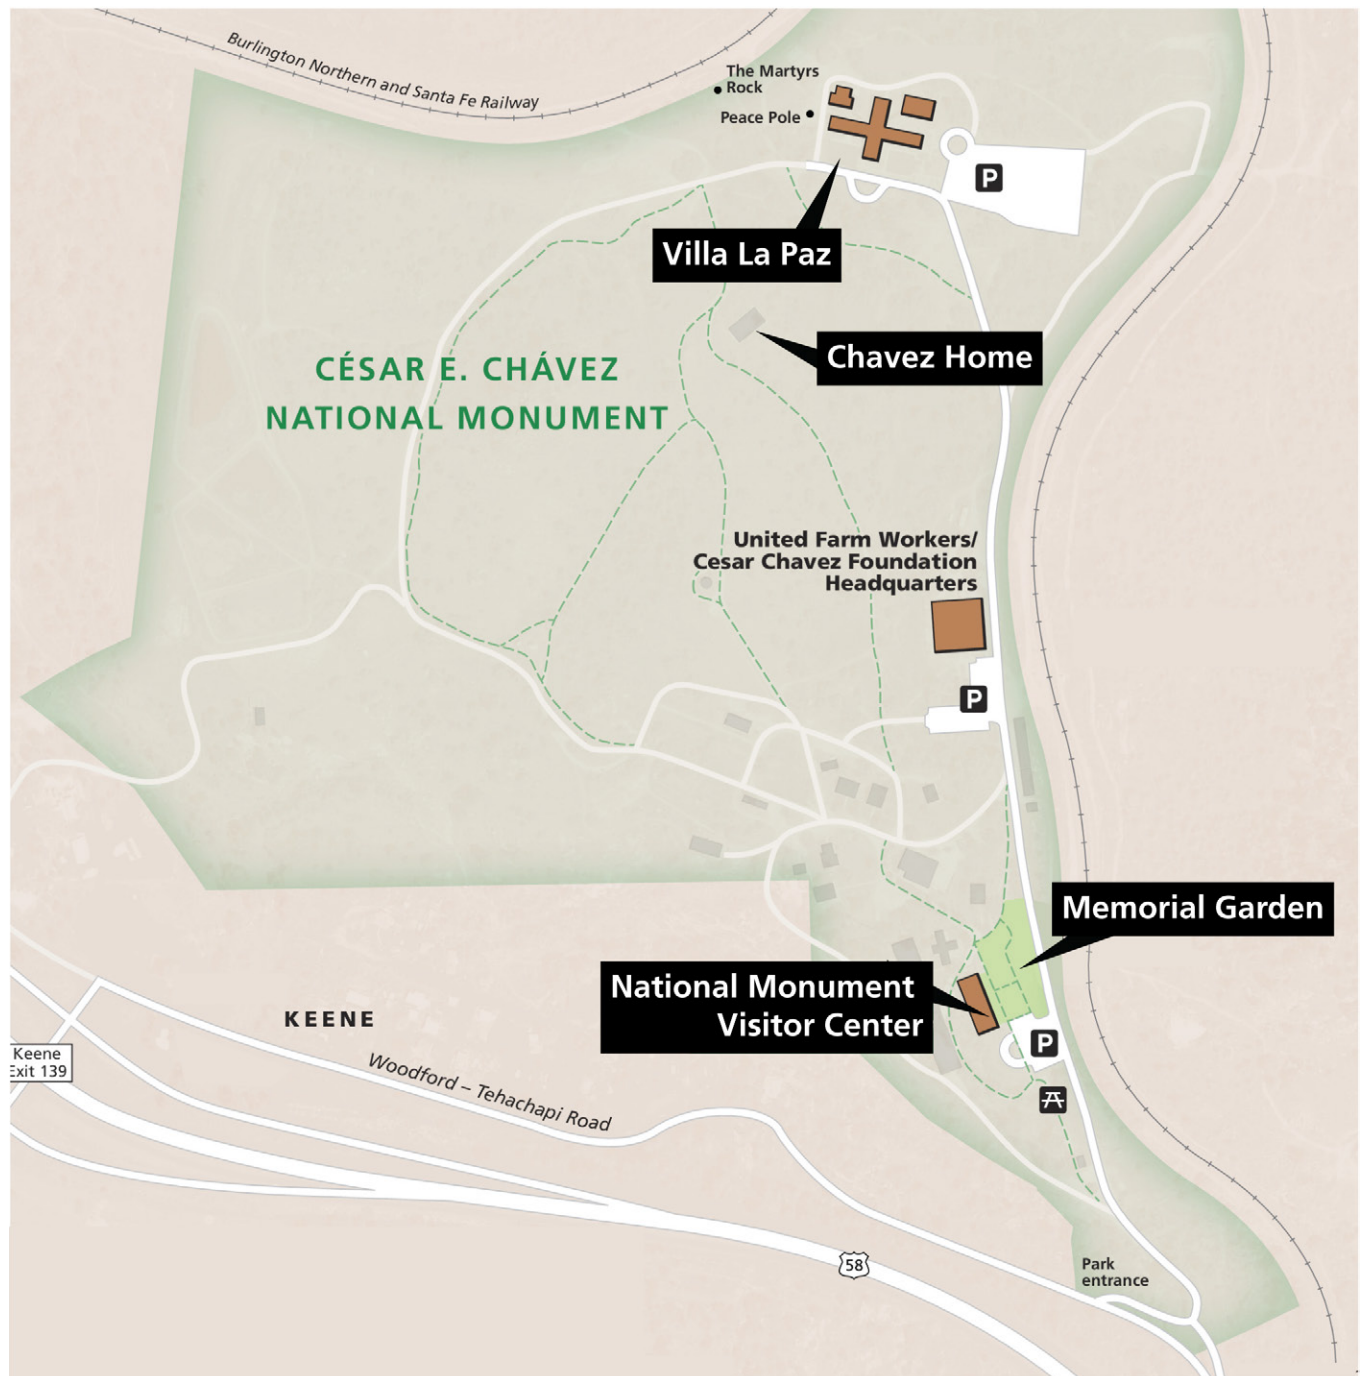 Burlington Northern and Santa Fe Railway
The Martyrs
Rock
Peace Pole
P
Villa La Paz
Chavez Home
CÉSAR E. CHÁVEZ
NATIONAL MONUMENT
United Farm Workers/
Cesar Chavez Foundation
Headquarters
P
Memorial Garden
National Monument
Visitor Center
KEENE
P
Keene
Exit 139
Woodford – Tehachapi Road
58
Park
entrance